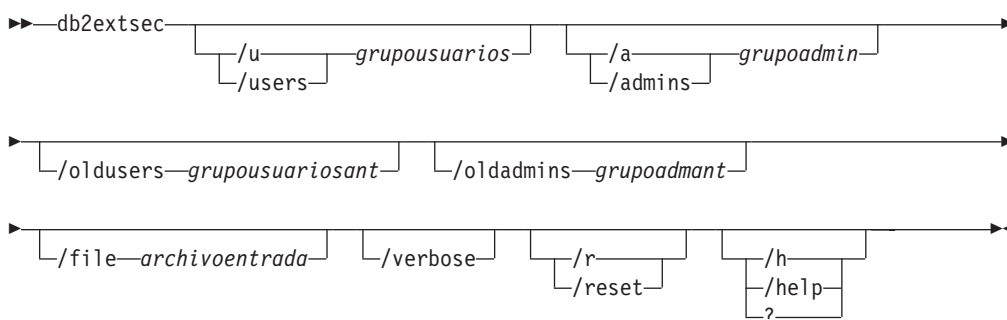 db2extsec /u grupousuarios /a grupoadmin
/users /admins
/oldusers grupousuariosant /oldadmins grupoadmant
/file archivoentrada /verbose /r /h
/reset /help
?